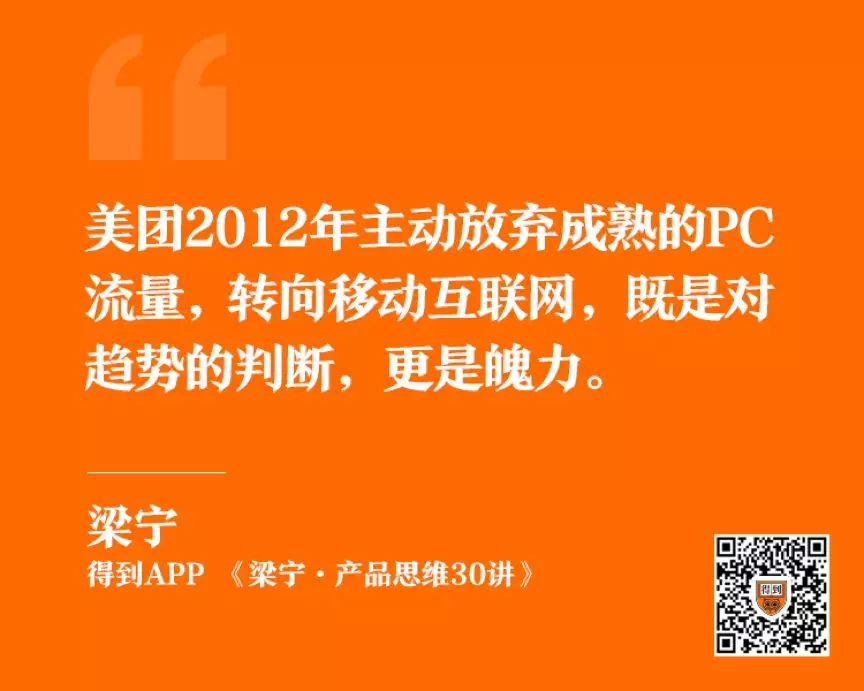 美团2012年主动放弃成熟的PC
流量，转向移动互联网，既是对
趋势的判断，更是魄力。
梁宁
得到APP 《梁宁·产品思维30讲》
得到